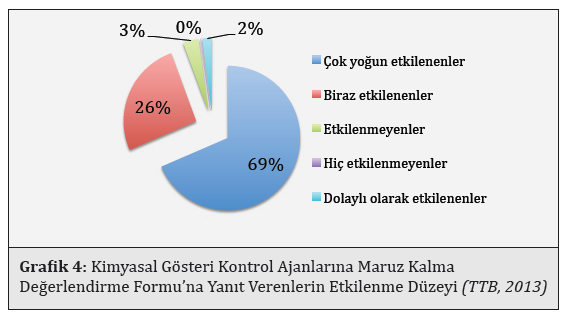 3%
0%
2%
26%
69%
Çok yoğun etkilenenler
Biraz etkilenenler
Etkilenmeyenler
Hiç etkilenmeyenler
Dolaylı olarak etkilenenler
Grafik 4: Kimyasal Gösteri Kontrol Ajanlarına Maruz Kalma
Değerlendirme Formu’na Yanıt Verenlerin Etkilenme Düzeyi (TTB, 2013)